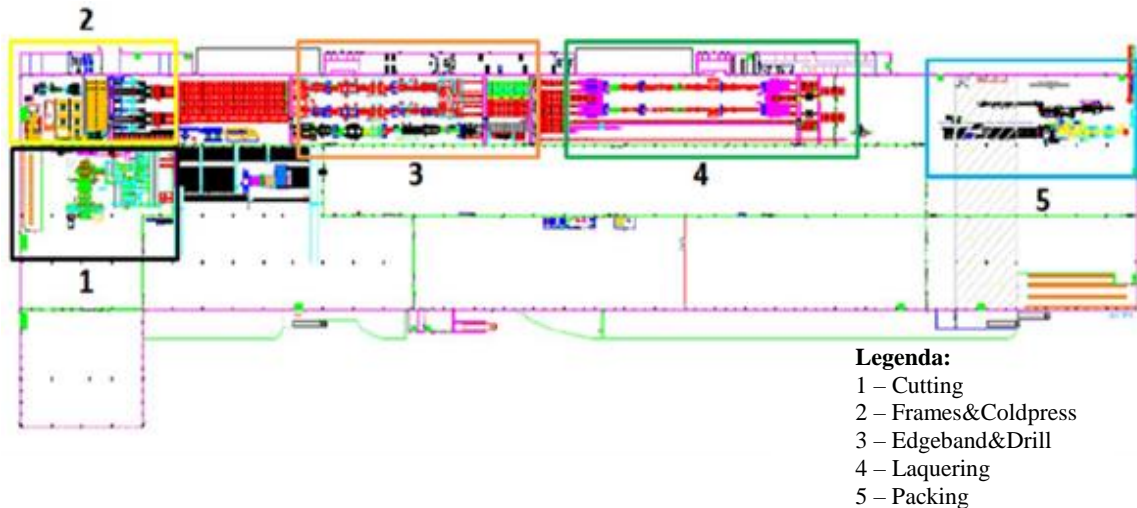 2
3
4
5
1
Legenda:
1 – Cutting
2 – Frames&Coldpress
3 – Edgeband&Drill
4 – Laquering
5 – Packing